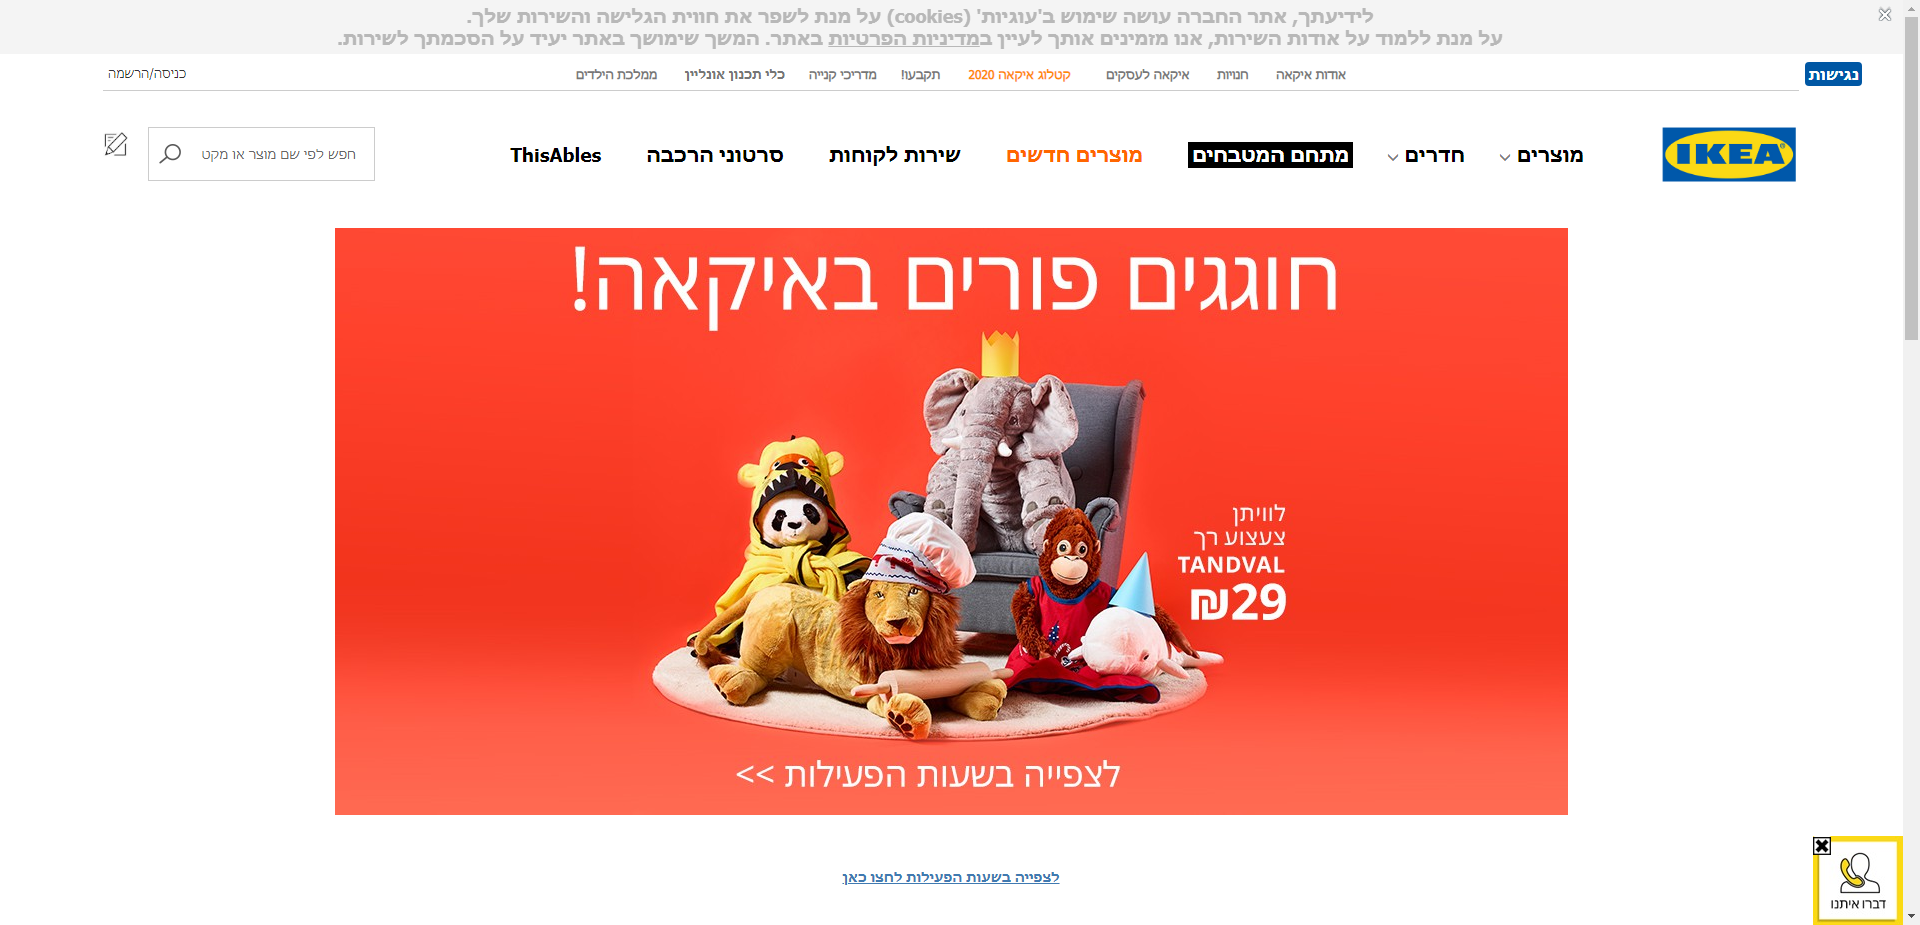 לידיעתך, אתר החברה עושה שימוש ב'עוגיות' (cookies) על מנת לשפר את חווית הגלישה והשירות שלך.
על מנת ללמוד על אודות השירות, אנו מזמינים אותך לעיין במדיניות הפרטיות באתר. המשך שימושך באתר יעיד על הסכמתך לשירות.
נגישות
אודות איקאה
חנויות
איקאה לעסקים
קטלוג איקאה 2020
תקבעו!
מדריכי קנייה
כלי תכנון אונליין
ממלכת הילדים
כניסה/הרשמה
IKEA®
מוצרים
חדרים
מתחם המטבחים
מוצרים חדשים
שירות לקוחות
סרטוני הרכבה
ThisAbles
חפש לפי שם מוצר או מקט
חוגגים פורים באיקאה!
לוויתן
צעצוע רך
TANDVAL
₪29
לצפייה בשעות הפעילות >>
לצפייה בשעות הפעילות לחצו כאן
דברו איתנו